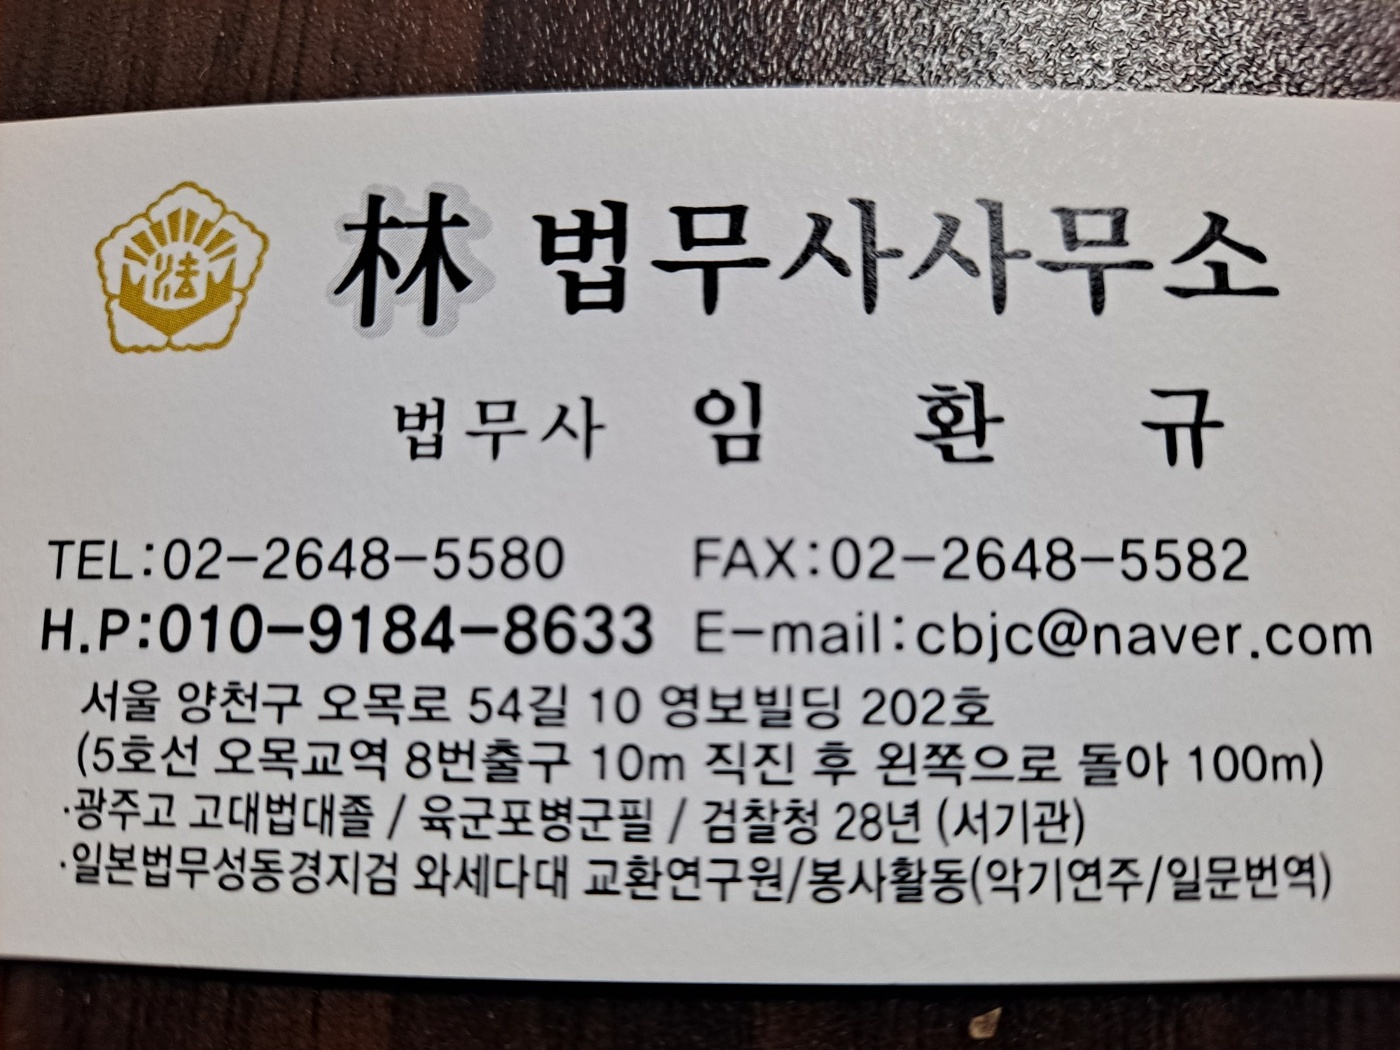 法
林 법무사사무소
법무사 임 환 규
TEL:02-2648-5580 FAX:02-2648-5582
H.P:010-9184-8633 E-mail:cbjc@naver.com
서울 양천구 오목로 54길 10 영보빌딩 202호
(5호선 오목교역 8번출구 10m 직진 후 왼쪽으로 돌아 100m)
·광주고 고대법대졸 / 육군포병군필 / 검찰청 28년 (서기관)
·일본법무성동경지검 와세다대 교환연구원/봉사활동(악기연주/일문번역)